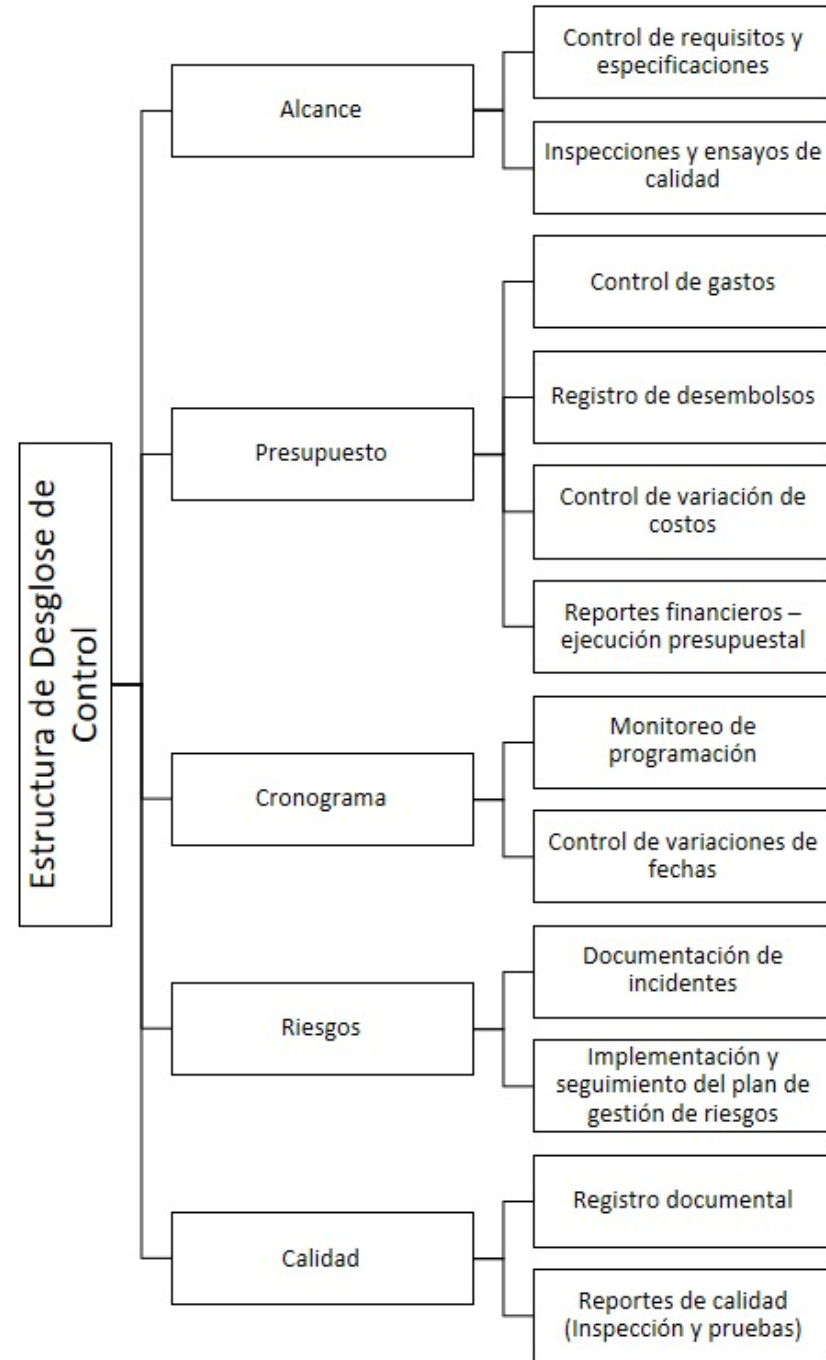 Estructura de Desglose de
Control
Alcance
Control de requisitos y
especificaciones
Inspecciones y ensayos de
calidad
Presupuesto
Control de gastos
Registro de desembolsos
Control de variación de
costos
Reportes financieros –
ejecución presupuestal
Cronograma
Monitoreo de
programación
Control de variaciones de
fechas
Riesgos
Documentación de
incidentes
Implementación y
seguimiento del plan de
gestión de riesgos
Calidad
Registro documental
Reportes de calidad
(Inspección y pruebas)